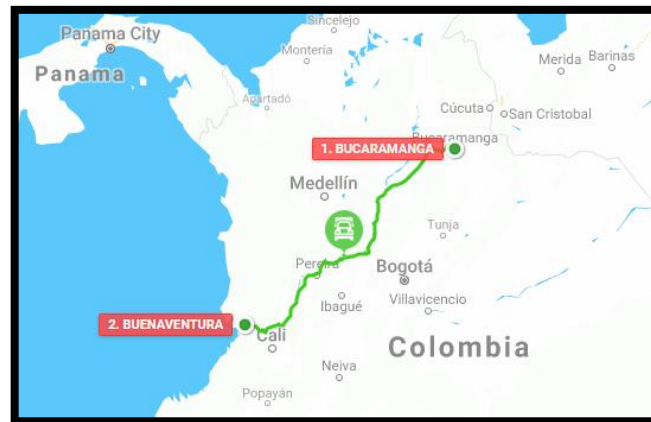 Sincelejo
Panama City
Montería
Panama
Merida
Barinas
Apartadó
Cúcuta
San Cristobal
Bucaramanga
1. BUCARAMANGA
Medellín
Tunja
Pereira
Bogotá
Ibagué
Villavicencio
2. BUENAVENTURA
Cali
Colombia
Neiva
Popayán